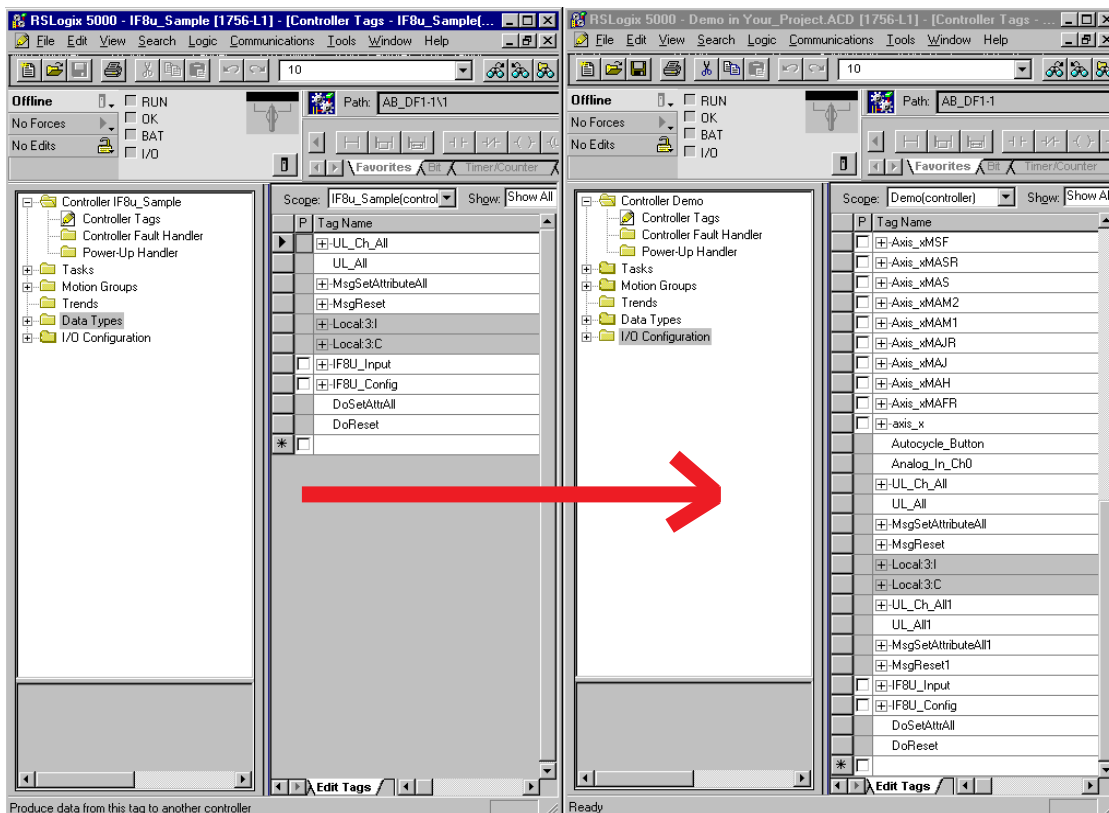 RSLogix 5000 - IF8u_Sample [1756-L1] - [Controller Tags - IF8u_Sample(...
File Edit View Search Logic Communications Tools Window Help
10
Offline
RUN
No Forces
OK
No Edits
BAT
I/O
Path: AB_DF1-1\1
Favorites Bit Timer/Counter
Controller IF8u_Sample
Controller Tags
Controller Fault Handler
Power-Up Handler
Tasks
Motion Groups
Trends
Data Types
I/O Configuration
Scope: IF8u_Sample(control Show: Show All
P Tag Name
UL_Ch_All
UL_All
MsgSetAttributeAll
MsgReset
Local:3:I
Local:3:C
IF8U_Input
IF8U_Config
DoSetAttrAll
DoReset
Edit Tags
Produce data from this tag to another controller
RSLogix 5000 - Demo in Your_Project.ACD [1756-L1] - [Controller Tags - ...
File Edit View Search Logic Communications Tools Window Help
10
Offline
RUN
No Forces
OK
No Edits
BAT
I/O
Path: AB_DF1-1
Favorites Bit Timer/Counter
Controller Demo
Controller Tags
Controller Fault Handler
Power-Up Handler
Tasks
Motion Groups
Trends
Data Types
I/O Configuration
Scope: Demo(controller) Show: Show Al
P Tag Name
Axis_xMSF
Axis_xMASR
Axis_xMAS
Axis_xMAM2
Axis_xMAM1
Axis_xMAJR
Axis_xMAJ
Axis_xMAH
Axis_xMAFR
axis_x
Autocycle_Button
Analog_In_Ch0
UL_Ch_All
UL_All
MsgSetAttributeAll
MsgReset
Local:3:I
Local:3:C
UL_Ch_All1
UL_All1
MsgSetAttributeAll1
MsgReset1
IF8U_Input
IF8U_Config
DoSetAttrAll
DoReset
Edit Tags
Ready